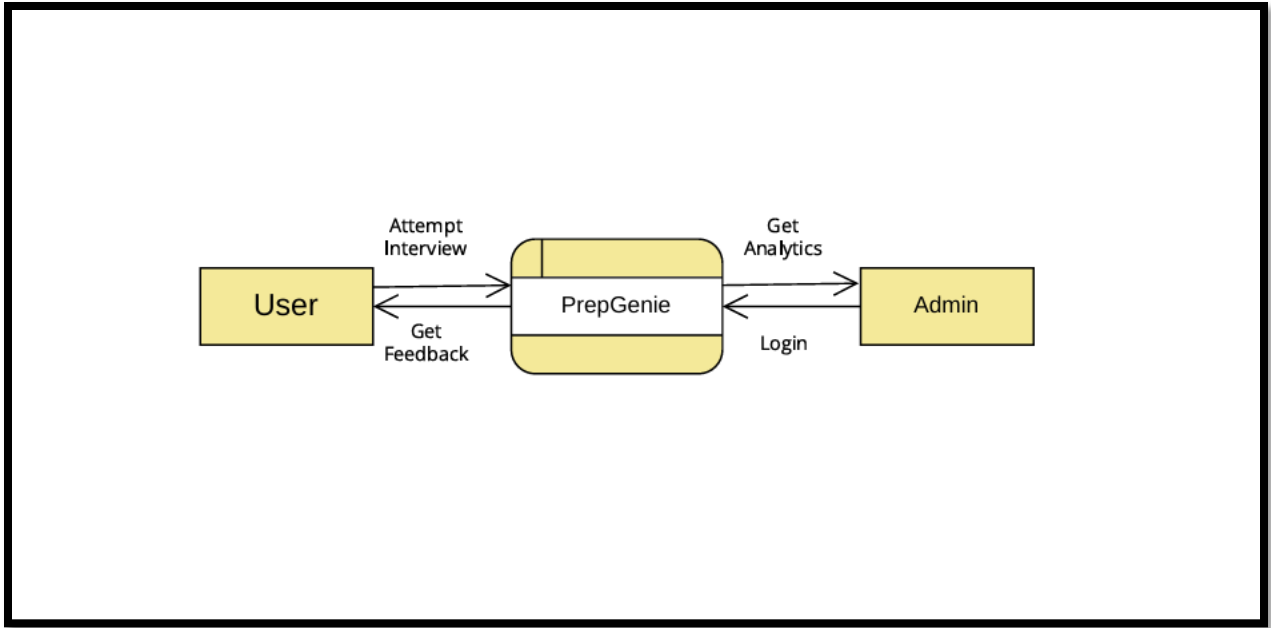 Attempt
Interview
Get
Analytics
User
PrepGenie
Admin
Get
Feedback
Login